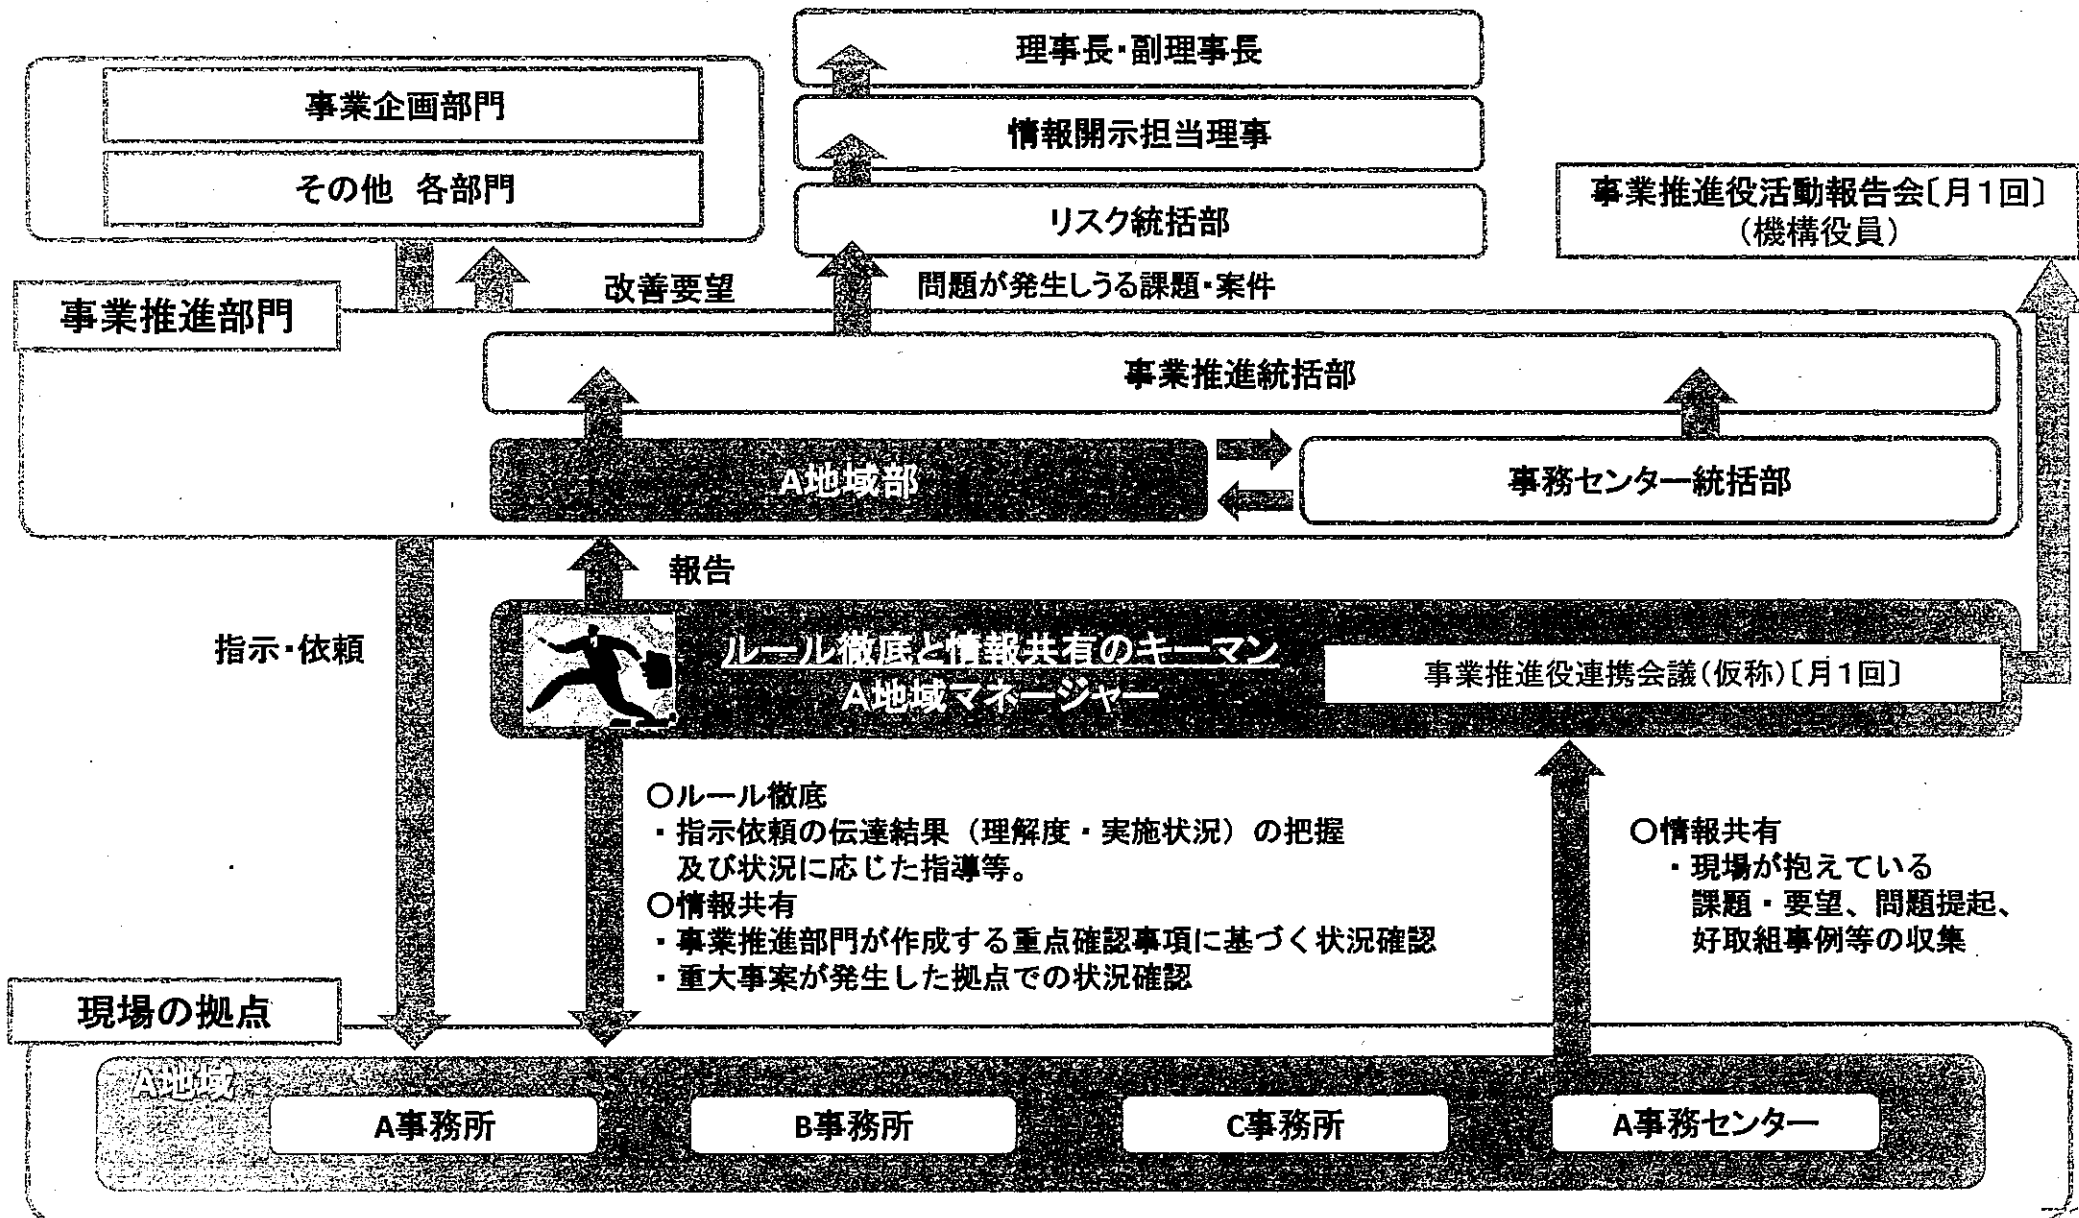 理事長・副理事長
事業企画部門
情報開示担当理事
その他 各部門
リスク統括部
事業推進役活動報告会〔月1回〕
(機構役員)
改善要望
問題が発生しうる課題・案件
事業推進部門
事業推進統括部
A地域部
事務センター統括部
報告
指示・依頼
ルール徹底と情報共有のキーマン
A地域マネージャー
事業推進役連携会議(仮称)〔月1回〕
〇ルール徹底
・指示依頼の伝達結果（理解度・実施状況）の把握
及び状況に応じた指導等。
〇情報共有
・事業推進部門が作成する重点確認事項に基づく状況確認
・重大事案が発生した拠点での状況確認
〇情報共有
・現場が抱えている
課題・要望、問題提起、
好取組事例等の収集
現場の拠点
A地域
A事務所
B事務所
C事務所
A事務センター